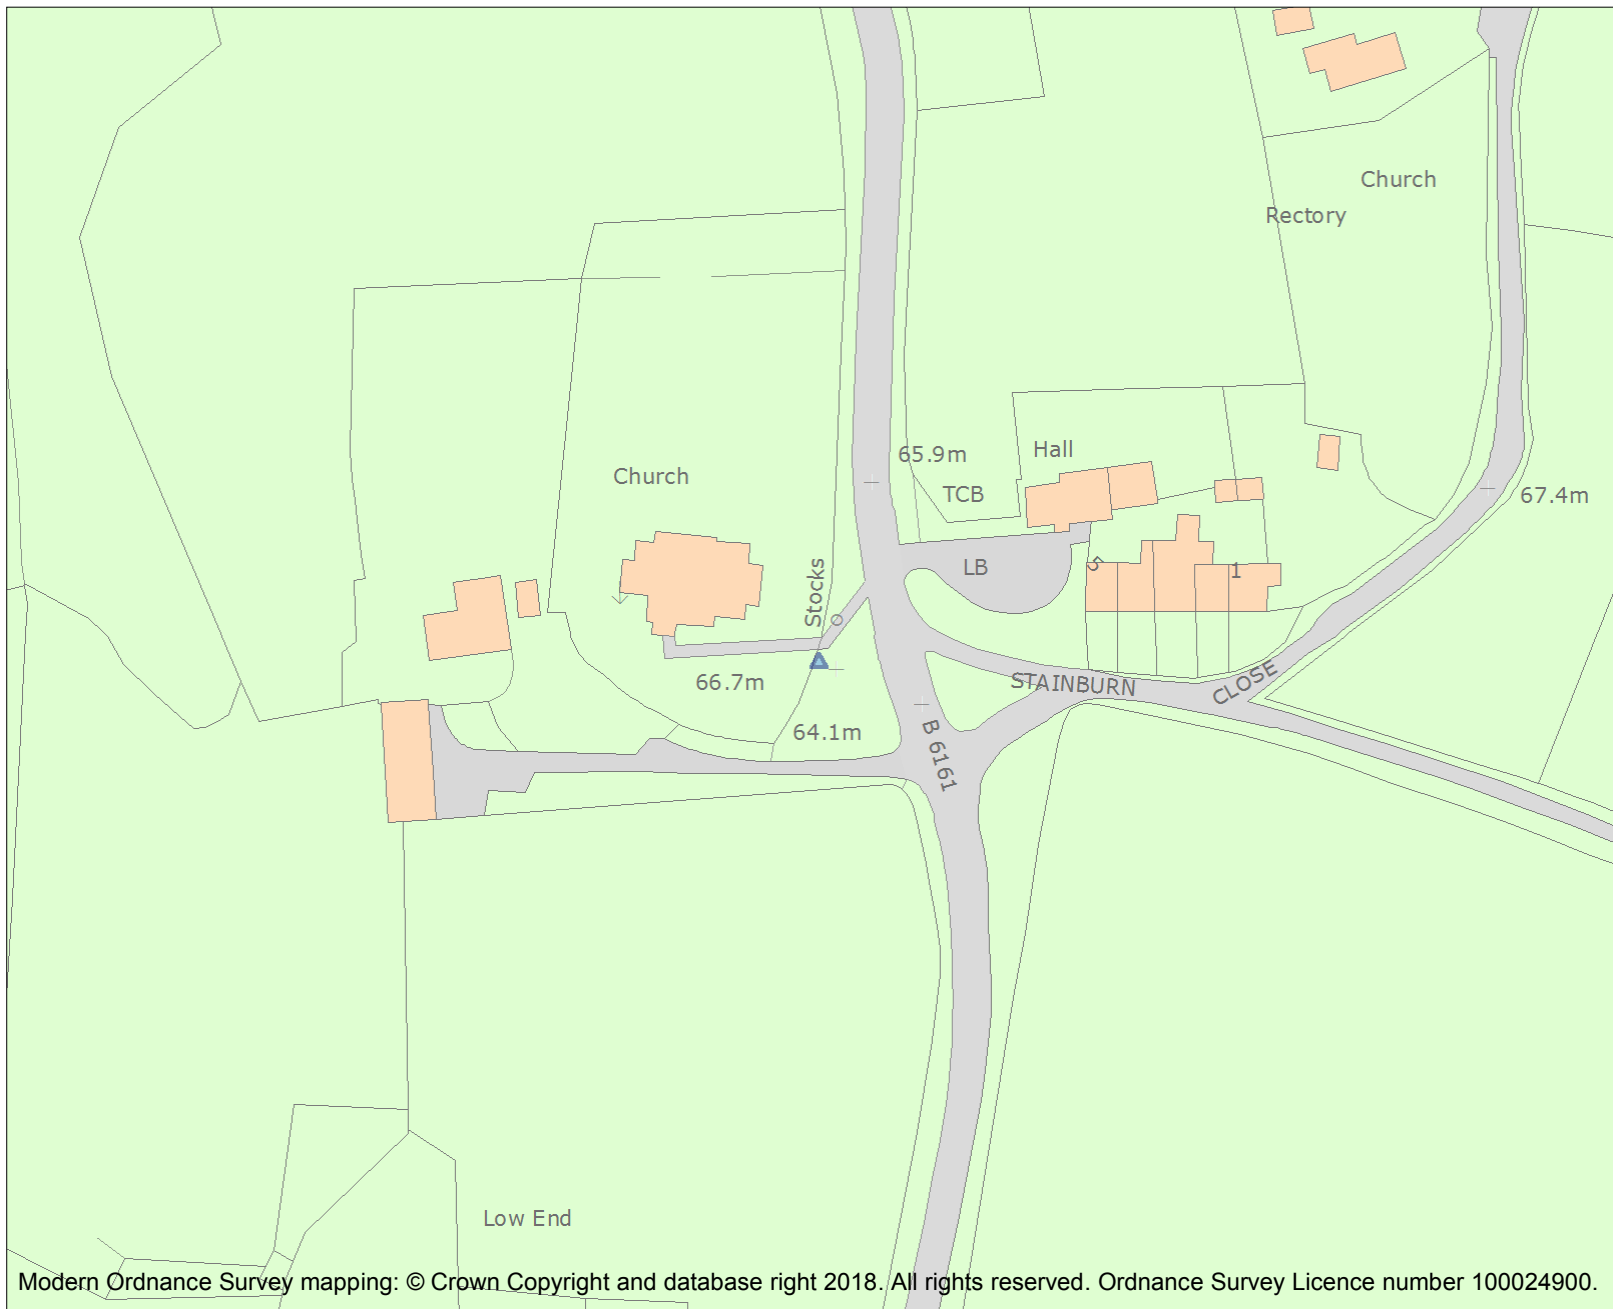 Church
Rectory
65.9m
Hall
Church
TCB
67.4m
Stocks
LB
5
1
66.7m
STAINBURN
CLOSE
64.1m
B 6161
Low End
Modern Ordnance Survey mapping: © Crown Copyright and database right 2018. All rights reserved. Ordnance Survey Licence number 100024900.